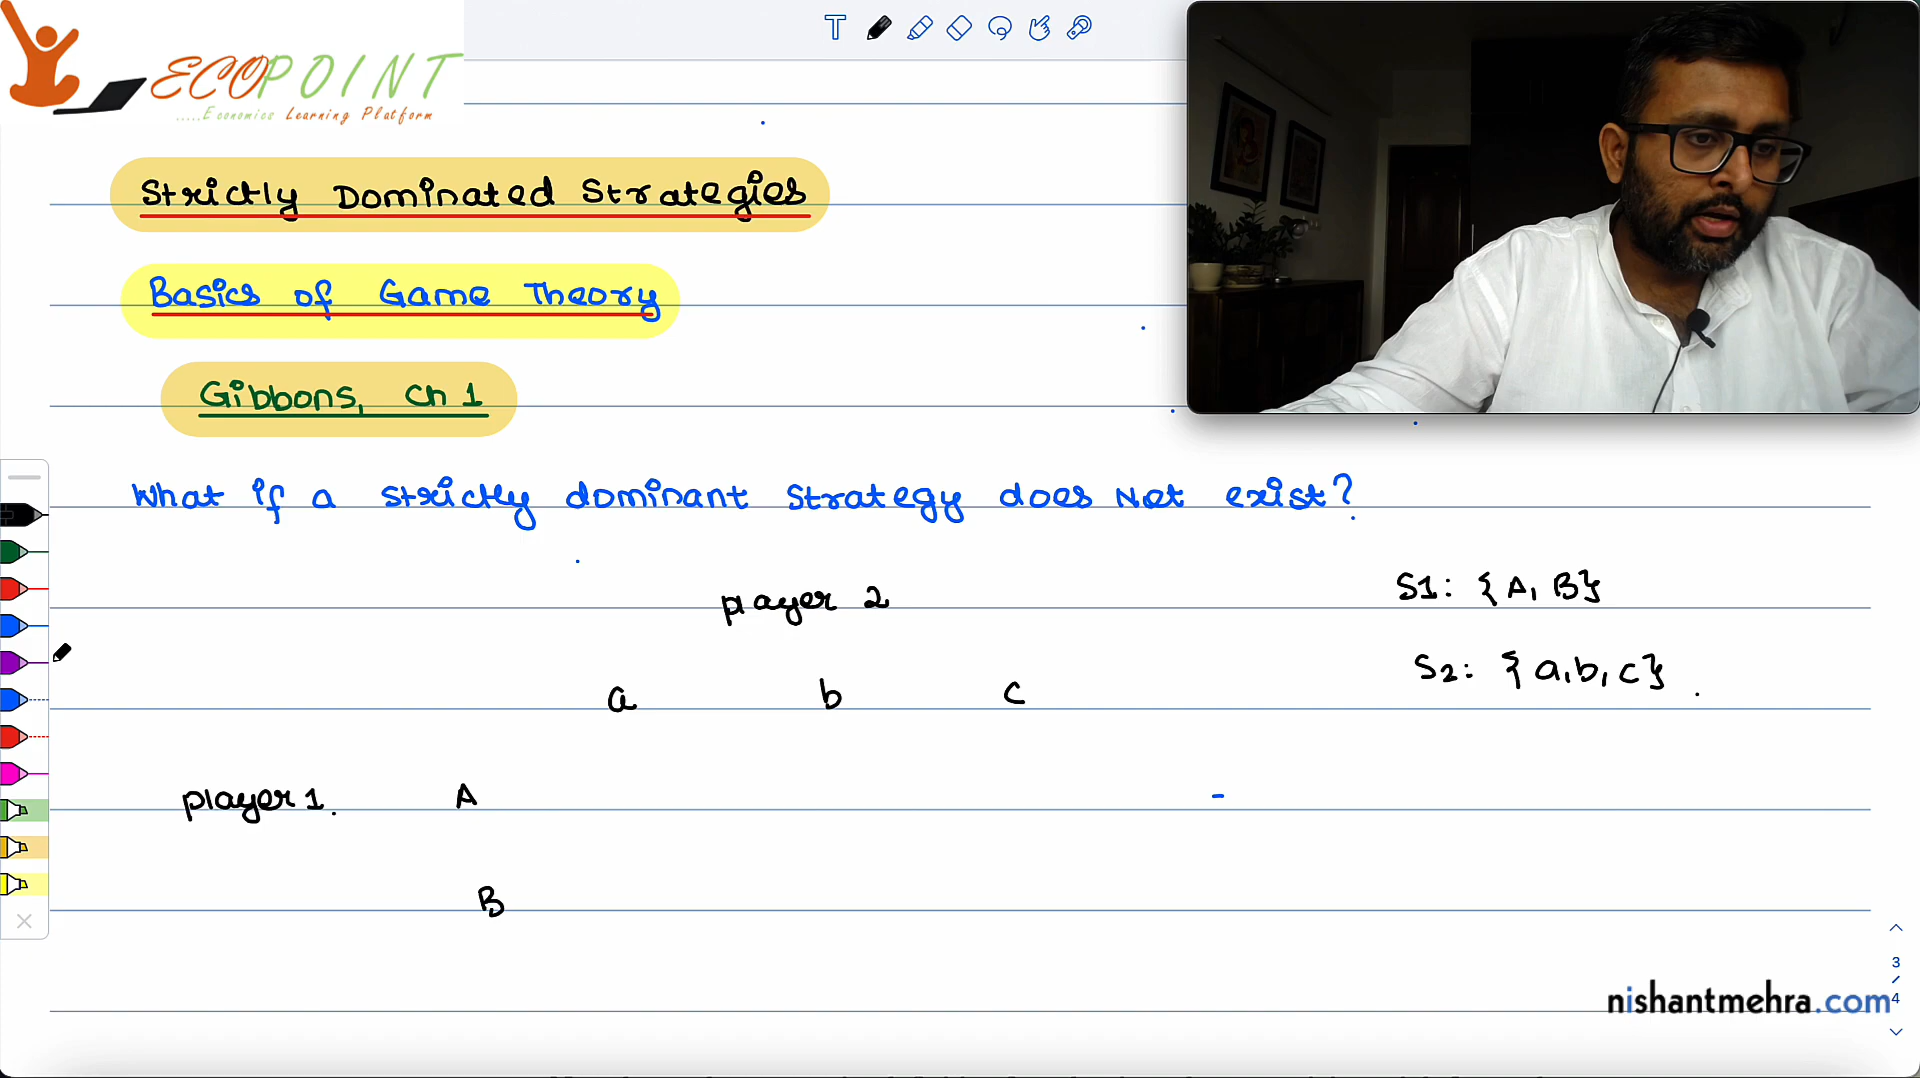 ECOPOINT
.....Economics Learning Platform
Strictly Dominated Strategies
Basics of Game Theory
Gibbons, Ch 1
What if a strictly dominant strategy does Not exist?
player 2
S1: {A, B}
S2: {a, b, c}
a b c
player 1. A
B
3
/
4
nishantmehra.com